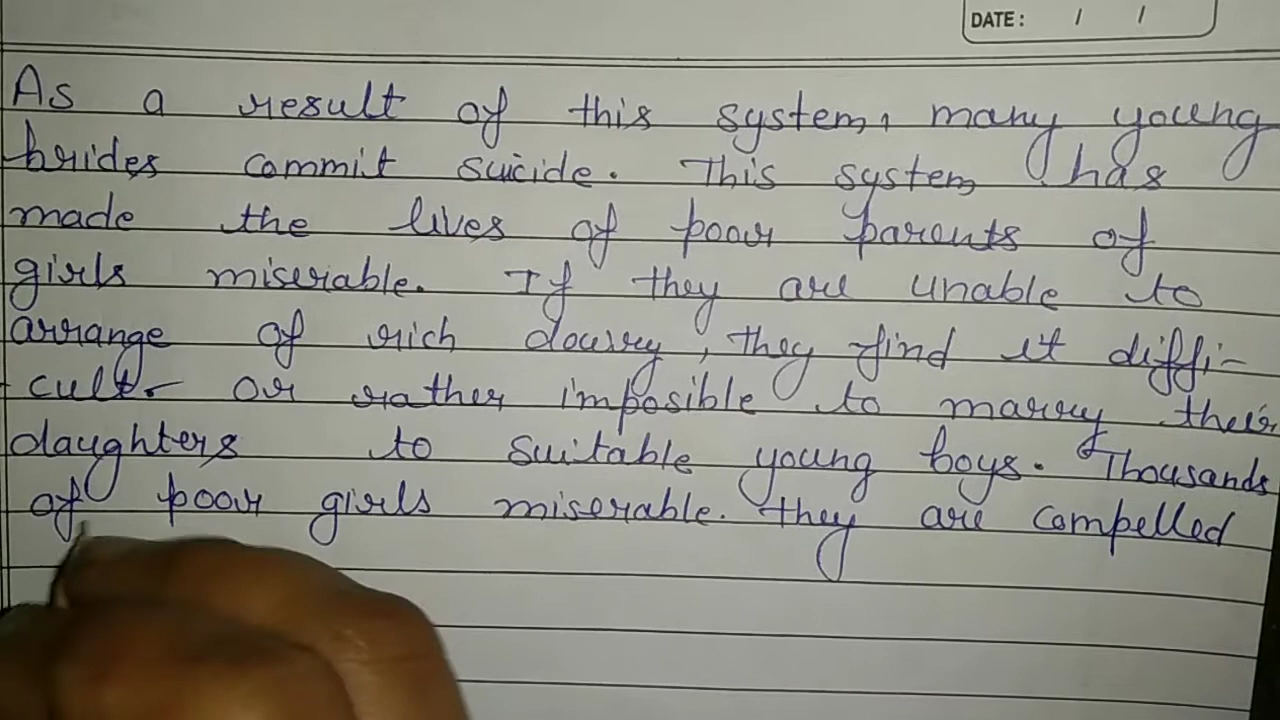 DATE: / /
As a result of this system, many young
brides commit suicide. This system has
made the lives of poor parents of
girls miserable. If they are unable to
arrange of rich dowry, they find it diffi-
cult- or rather imposible to marry their
daughters to suitable young boys. Thousands
of poor girls miserable. they are compelled